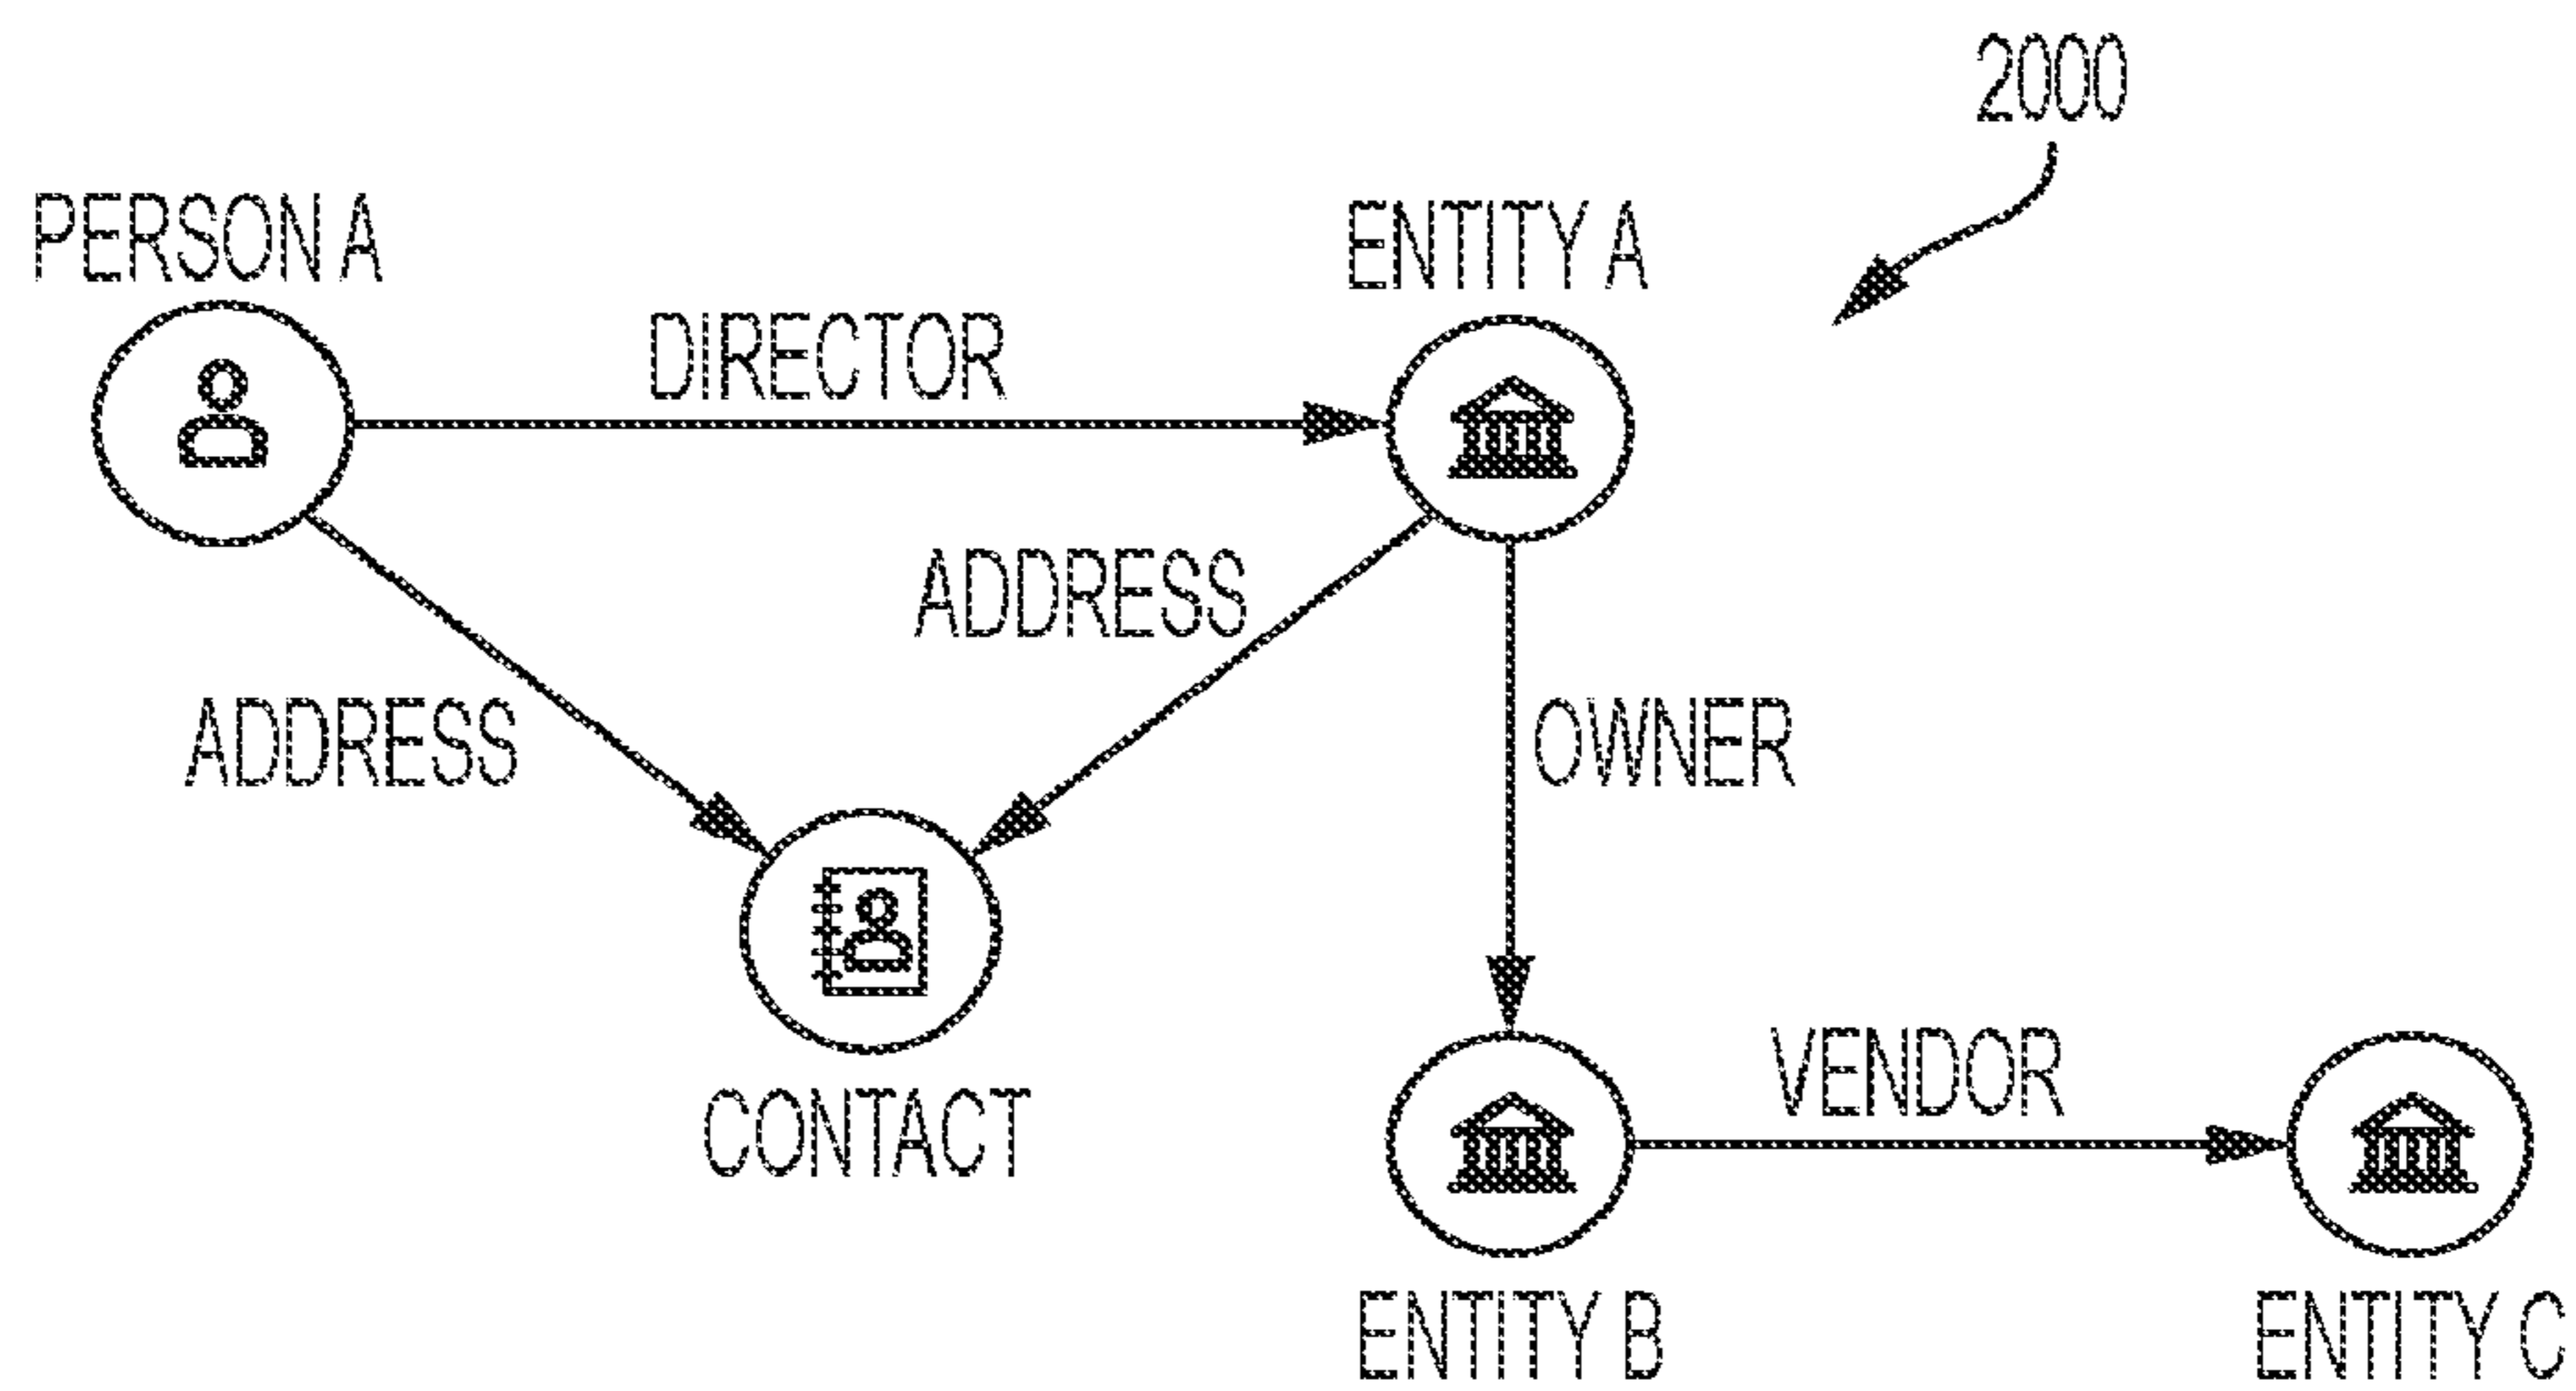 2000
PERSON A
ENTITY A
DIRECTOR
ADDRESS
ADDRESS
OWNER
CONTACT
VENDOR
ENTITY B
ENTITY C